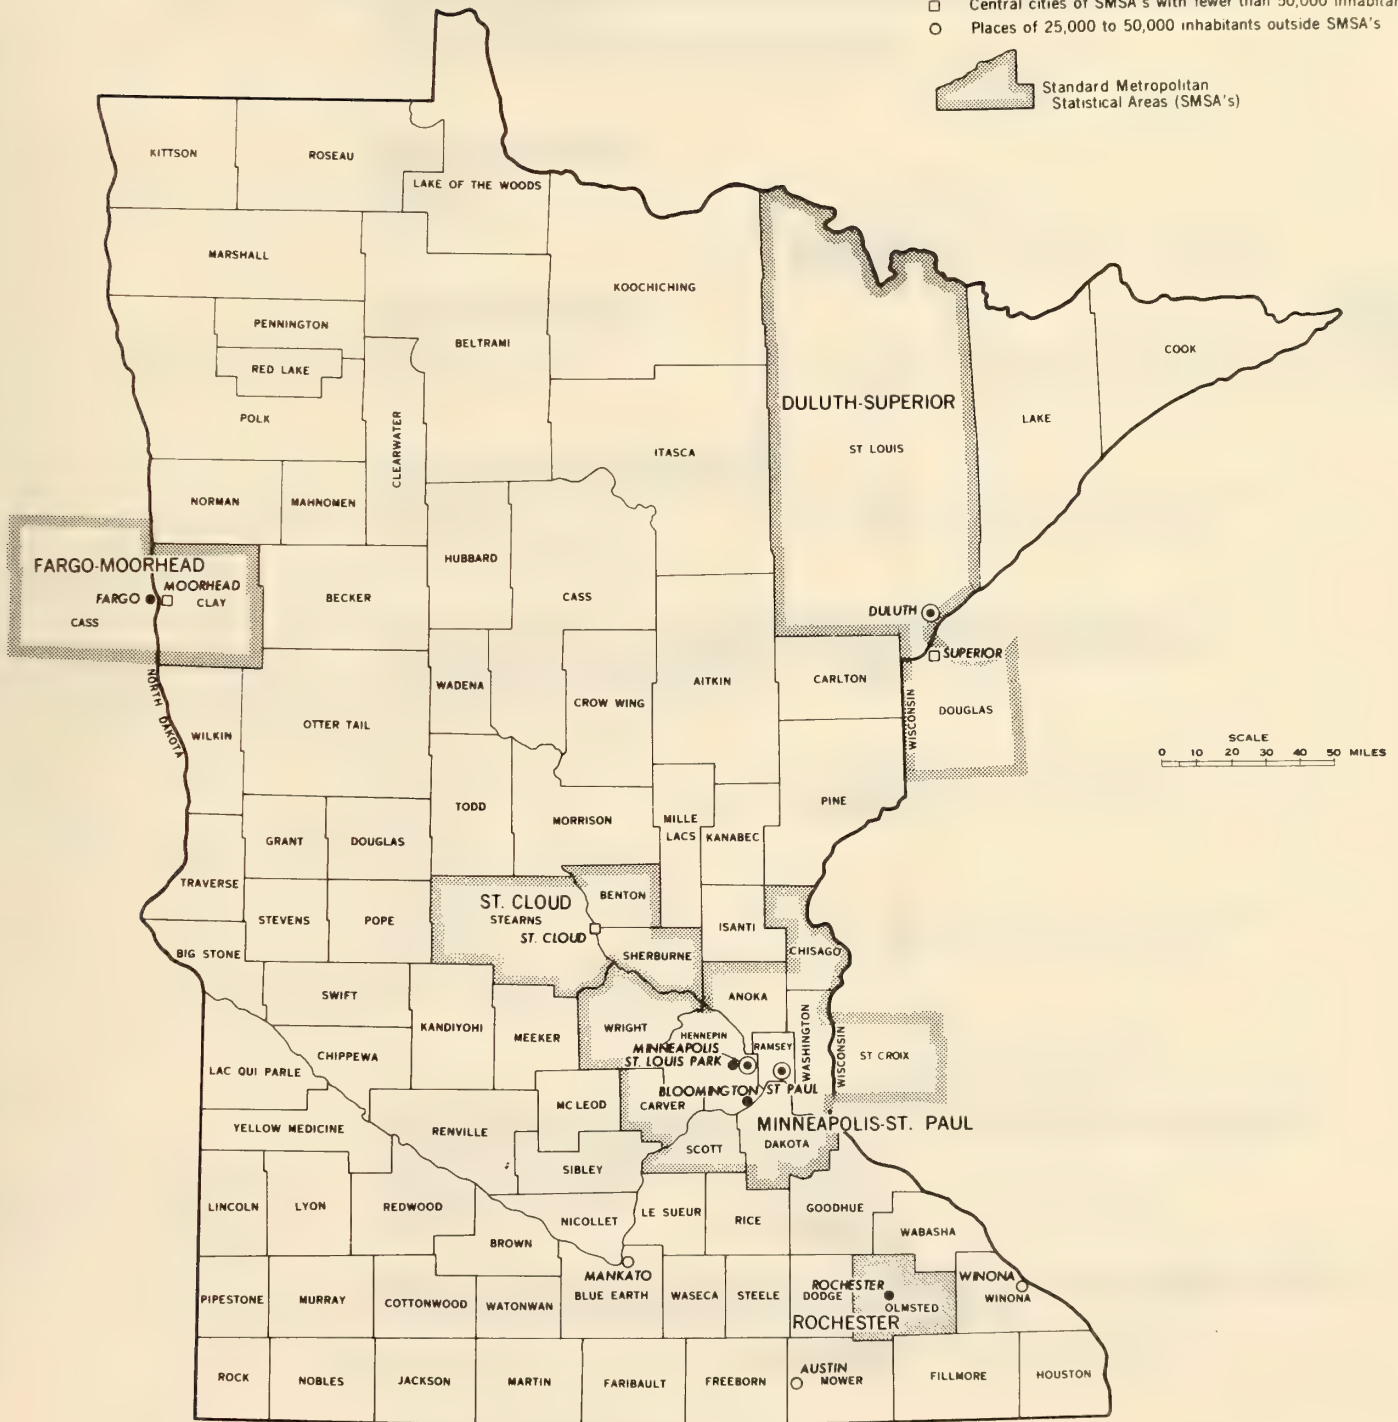 Central cities of SMSA's with fewer than 50,000
Places of 25,000 to 50,000 inhabitants outside SMSA's
Standard Metropolitan
Statistical Areas (SMSA's)
KITTSON
ROSEAU
LAKE OF THE WOODS
MARSHALL
KOOCHICHING
PENNINGTON
BELTRAMI
RED LAKE
COOK
POLK
CLEARWATER
DULUTH-SUPERIOR
LAKE
ITASCA
ST LOUIS
NORMAN
MAHNOMEN
FARGO-MOORHEAD
HUBBARD
MOORHEAD
FARGO
CLAY
BECKER
CASS
CASS
DULUTH
SUPERIOR
WADENA
AITKIN
CARLTON
CROW WING
DOUGLAS
WISCONSIN
NORTH DAKOTA
WILKIN
OTTER TAIL
SCALE
0 10 20 30 40 50 MILES
TODD
MORRISON
MILLE
LACS
KANABEC
PINE
GRANT
DOUGLAS
TRAVERSE
BENTON
ST. CLOUD
STEARNS
ST. CLOUD
STEVENS
POPE
ISANTI
BIG STONE
SHERBURNE
CHISAGO
SWIFT
ANOKA
KANDIYOHI
MEEKER
WRIGHT
HENNEPIN
RAMSEY
WASHINGTON
WISCONSIN
ST CROIX
MINNEAPOLIS
ST. LOUIS PARK
CHIPPEWA
LAC QUI PARLE
BLOOMINGTON
ST PAUL
MC LEOD
CARVER
MINNEAPOLIS-ST. PAUL
YELLOW MEDICINE
RENVILLE
DAKOTA
SCOTT
SIBLEY
LINCOLN
LYON
REDWOOD
NICOLLET
LE SUEUR
RICE
GOODHUE
WABASHA
BROWN
MANKATO
WINONA
ROCHESTER
PIPESTONE
MURRAY
COTTONWOOD
WATONWAN
BLUE EARTH
WASECA
STEELE
DODGE
OLMSTED
WINONA
ROCHESTER
AUSTIN
ROCK
NOBLES
JACKSON
MARTIN
FARIBAULT
FREEBORN
MOWER
FILLMORE
HOUSTON